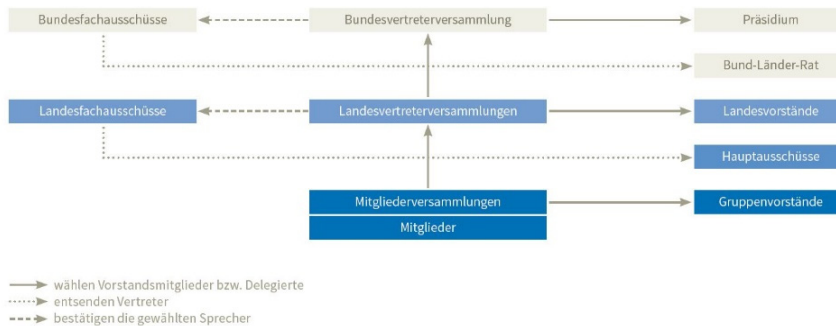 Bundesfachausschüsse
Bundesvertreterversammlung
Präsidium
Bund-Länder-Rat
Landesfachausschüsse
Landesvertreterversammlungen
Landesvorstände
Hauptausschüsse
Mitgliederversammlungen
Gruppenvorstände
Mitglieder
wählen Vorstandsmitglieder bzw. Delegierte
entsenden Vertreter
bestätigen die gewählten Sprecher